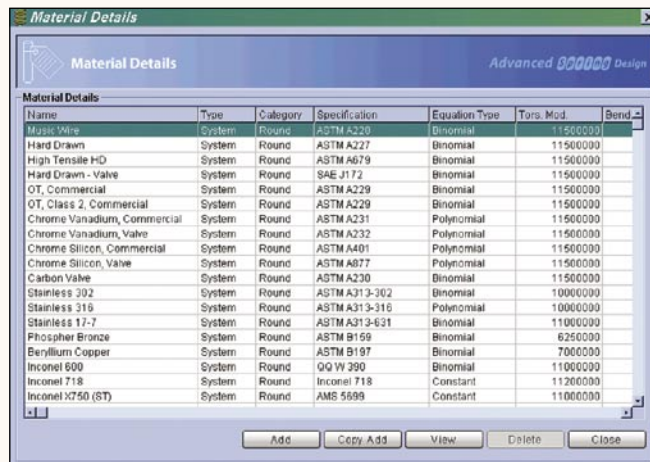 Material Details
Material Details
Advanced Design
Material Details
Name Type Category Specification Equation Type Tors. Mod. Bend
Music Wire System Round ASTM A228 Binomial 11500000
Hard Drawn System Round ASTM A227 Binomial 11500000
High Tensile HD System Round ASTM A679 Binomial 11500000
Hard Drawn - Valve System Round SAE J172 Binomial 11500000
OT, Commercial System Round ASTM A229 Binomial 11500000
OT, Class 2, Commercial System Round ASTM A229 Binomial 11500000
Chrome Vanadium, Commercial System Round ASTM A231 Polynomial 11500000
Chrome Vanadium, Valve System Round ASTM A232 Polynomial 11500000
Chrome Silicon, Commercial System Round ASTM A401 Polynomial 11500000
Chrome Silicon, Valve System Round ASTM A877 Polynomial 11500000
Carbon Valve System Round ASTM A230 Binomial 11500000
Stainless 302 System Round ASTM A313-302 Binomial 10000000
Stainless 316 System Round ASTM A313-316 Polynomial 10000000
Stainless 17-7 System Round ASTM A313-631 Binomial 11000000
Phospher Bronze System Round ASTM B159 Binomial 6250000
Beryllium Copper System Round ASTM B197 Binomial 7000000
Inconel 600 System Round QQ W 390 Binomial 11000000
Inconel 718 System Round Inconel 718 Constant 11200000
Inconel X750 (ST) System Round AMS 5699 Constant 11000000
Add Copy Add View Delete Close